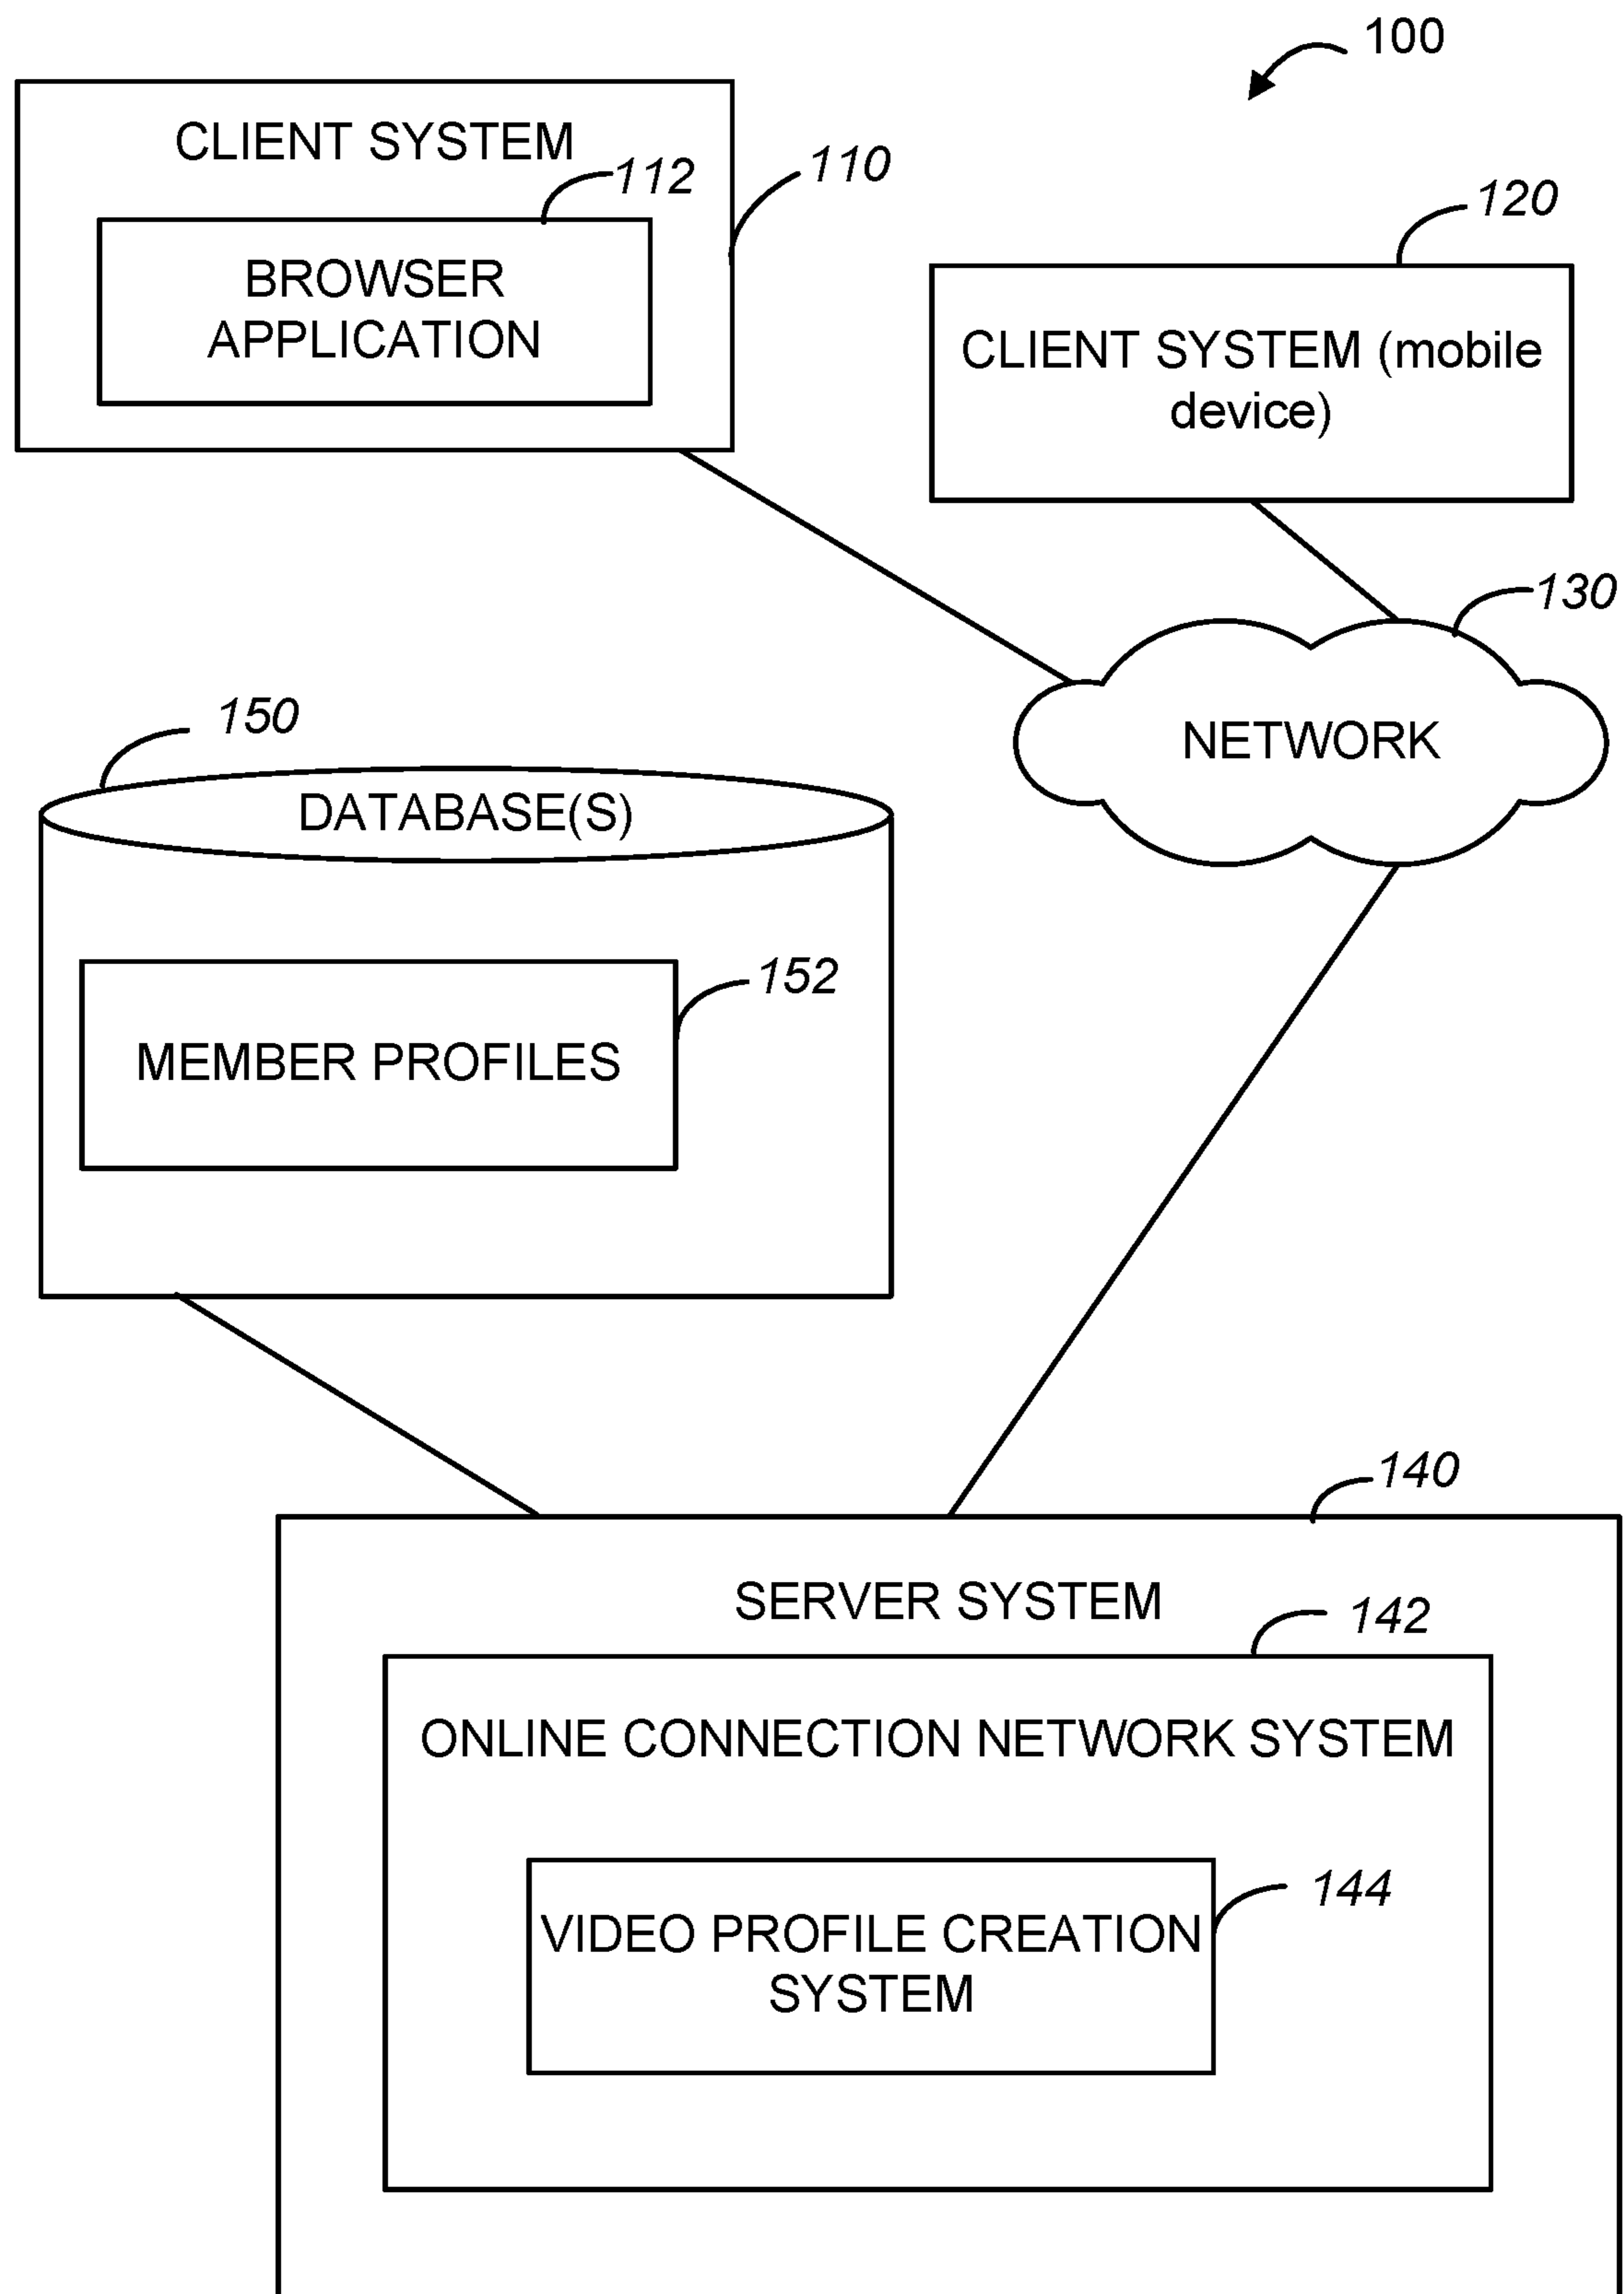 100
CLIENT SYSTEM
112
110
BROWSER
APPLICATION
120
CLIENT SYSTEM (mobile
device)
130
NETWORK
150
DATABASE(S)
152
MEMBER PROFILES
140
SERVER SYSTEM
142
ONLINE CONNECTION NETWORK SYSTEM
144
VIDEO PROFILE CREATION
SYSTEM